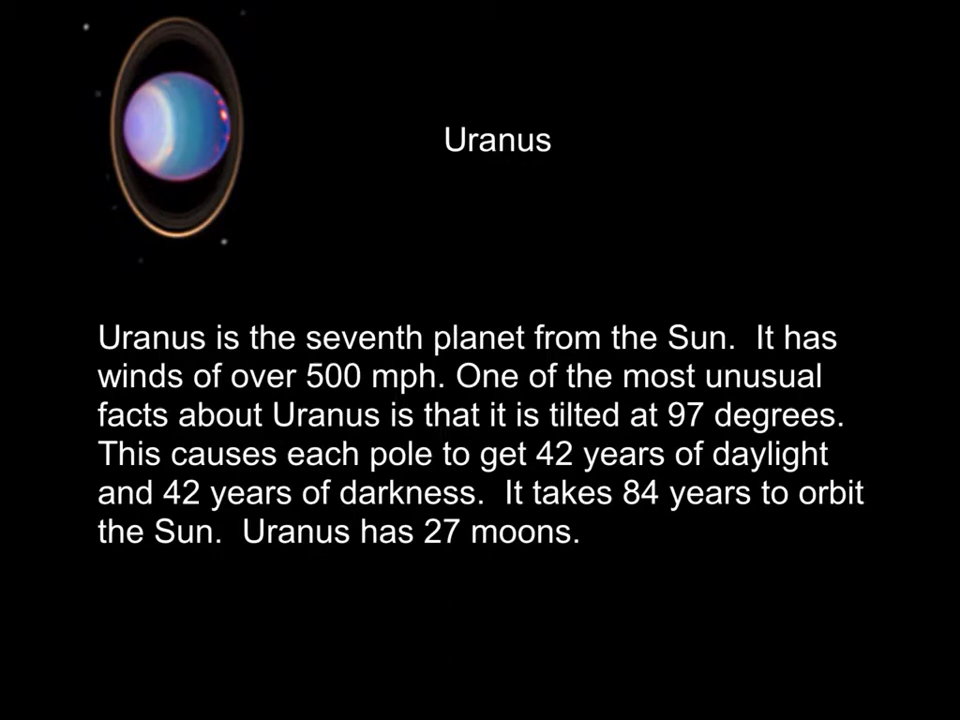 Uranus
Uranus is the seventh planet from the Sun.  It has
winds of over 500 mph. One of the most unusual
facts about Uranus is that it is tilted at 97 degrees.
This causes each pole to get 42 years of daylight
and 42 years of darkness.  It takes 84 years to orbit
the Sun.  Uranus has 27 moons.